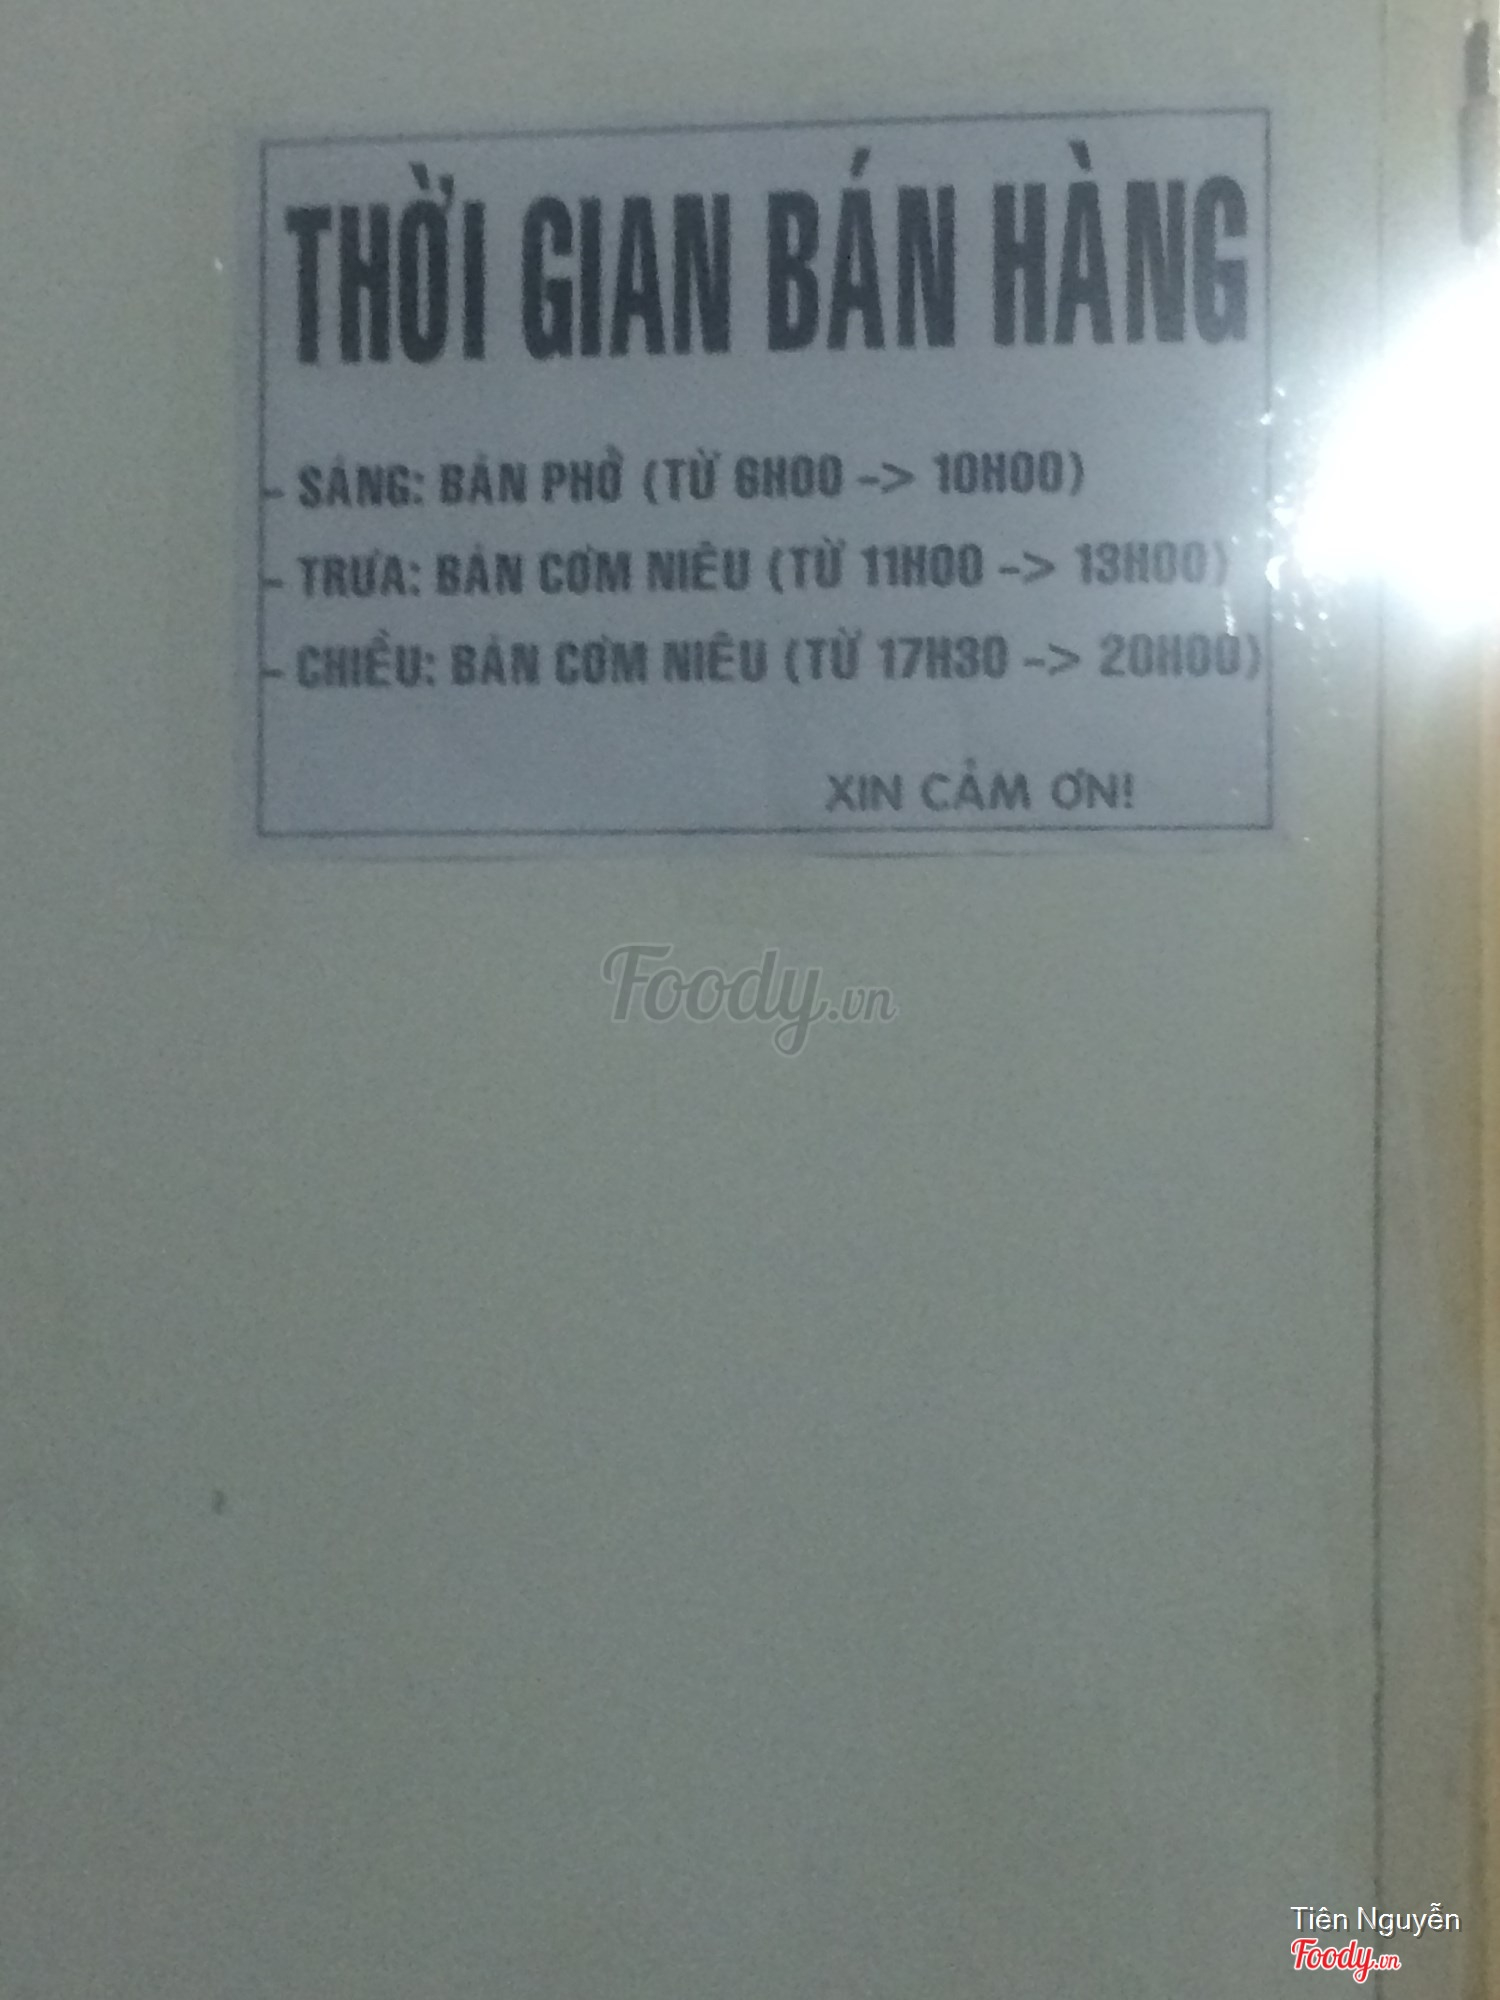 THỜI GIAN BÁN HÀNG
- SÁNG: BÁN PHỞ (TỪ 6H00 -> 10H00)
- TRƯA: BÁN CƠM NIÊU (TỪ 11H00 -> 13H00)
- CHIỀU: BÁN CƠM NIÊU (TỪ 17H30 -> 20H00)
XIN CẢM ƠN!
Foody.vn
Tiên Nguyễn
Foody.vn